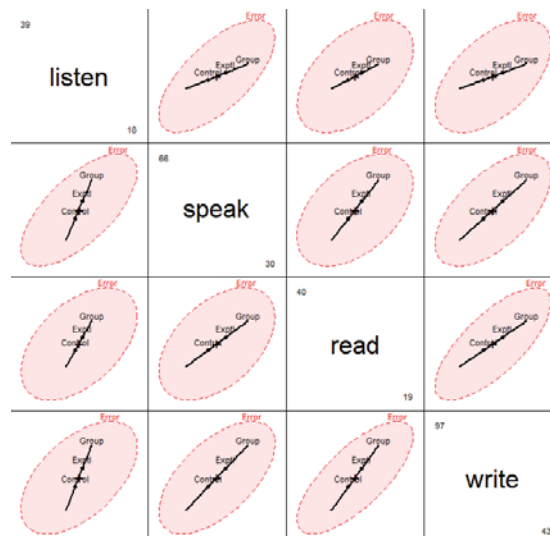 39
listen
Error
Group
Exptl
Control
Error
Group
Exptl
Control
Error
Group
Exptl
Control
Error
Group
Exptl
Control
66
speak
30
Error
Group
Exptl
Control
Error
Group
Exptl
Control
Error
Group
Exptl
Control
Error
Group
Exptl
Control
40
read
19
Error
Group
Exptl
Control
Error
Group
Exptl
Control
Error
Group
Exptl
Control
Error
Group
Exptl
Control
97
write
43